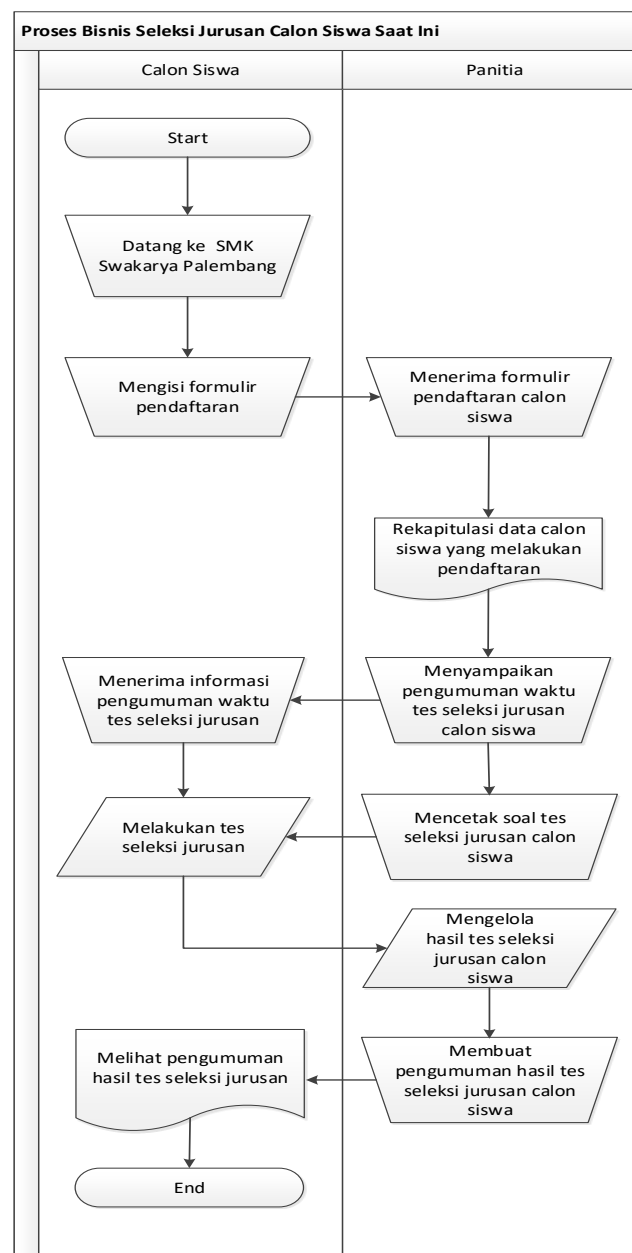 Proses Bisnis Seleksi Jurusan Calon Siswa Saat Ini
Calon Siswa
Panitia
Start
Datang ke SMK
Swakarya Palembang
Mengisi formulir
pendaftaran
Menerima formulir
pendaftaran calon
siswa
Rekapitulasi data calon
siswa yang melakukan
pendaftaran
Menyampaikan
pengumuman waktu
tes seleksi jurusan
calon siswa
Menerima informasi
pengumuman waktu
tes seleksi jurusan
Mencetak soal tes
seleksi jurusan calon
siswa
Melakukan tes
seleksi jurusan
Mengelola
hasil tes seleksi
jurusan calon
siswa
Membuat
pengumuman hasil tes
seleksi jurusan calon
siswa
Melihat pengumuman
hasil tes seleksi jurusan
End